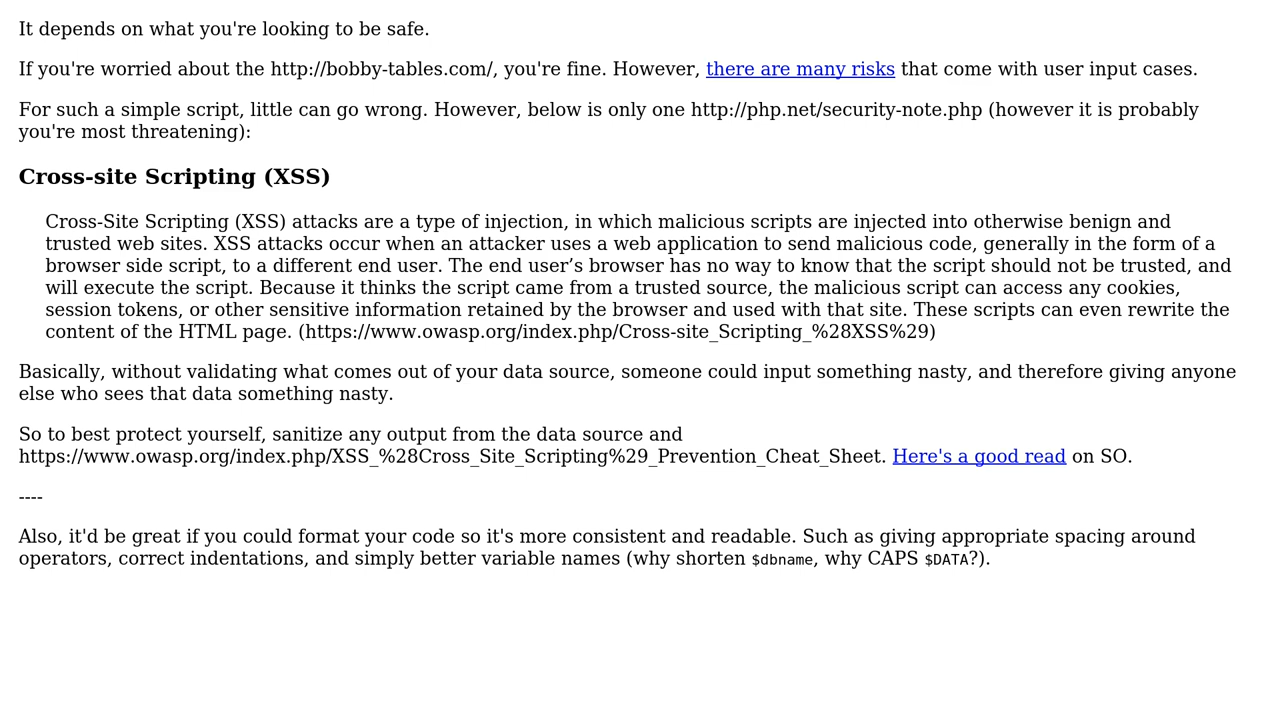 It depends on what you're looking to be safe.
If you're worried about the http://bobby-tables.com/, you're fine. However, there are many risks that come with user input cases.
For such a simple script, little can go wrong. However, below is only one http://php.net/security-note.php (however it is probably
you're most threatening):
Cross-site Scripting (XSS)
Cross-Site Scripting (XSS) attacks are a type of injection, in which malicious scripts are injected into otherwise benign and
trusted web sites. XSS attacks occur when an attacker uses a web application to send malicious code, generally in the form of a
browser side script, to a different end user. The end user’s browser has no way to know that the script should not be trusted, and
will execute the script. Because it thinks the script came from a trusted source, the malicious script can access any cookies,
session tokens, or other sensitive information retained by the browser and used with that site. These scripts can even rewrite the
content of the HTML page. (https://www.owasp.org/index.php/Cross-site_Scripting_%28XSS%29)
Basically, without validating what comes out of your data source, someone could input something nasty, and therefore giving anyone
else who sees that data something nasty.
So to best protect yourself, sanitize any output from the data source and
https://www.owasp.org/index.php/XSS_%28Cross_Site_Scripting%29_Prevention_Cheat_Sheet. Here's a good read on SO.
----
Also, it'd be great if you could format your code so it's more consistent and readable. Such as giving appropriate spacing around
operators, correct indentations, and simply better variable names (why shorten $dbname, why CAPS $DATA?).